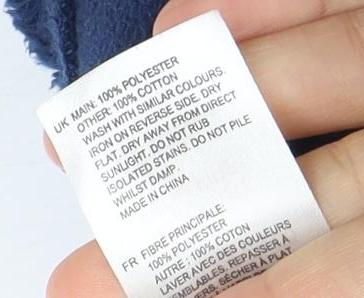 UK MAIN: 100% POLYESTER
OTHER: 100% COTTON
WASH WITH SIMILAR COLOURS.
IRON ON REVERSE SIDE. DRY
FLAT. DRY AWAY FROM DIRECT
SUNLIGHT. DO NOT RUB
ISOLATED STAINS. DO NOT PILE
WHILST DAMP.
MADE IN CHINA
FR FIBRE PRINCIPALE:
100% POLYESTER
AUTRE : 100% COTON
LAVER AVEC DES COULEURS
REPASSER À
SÉCHER À PLAT